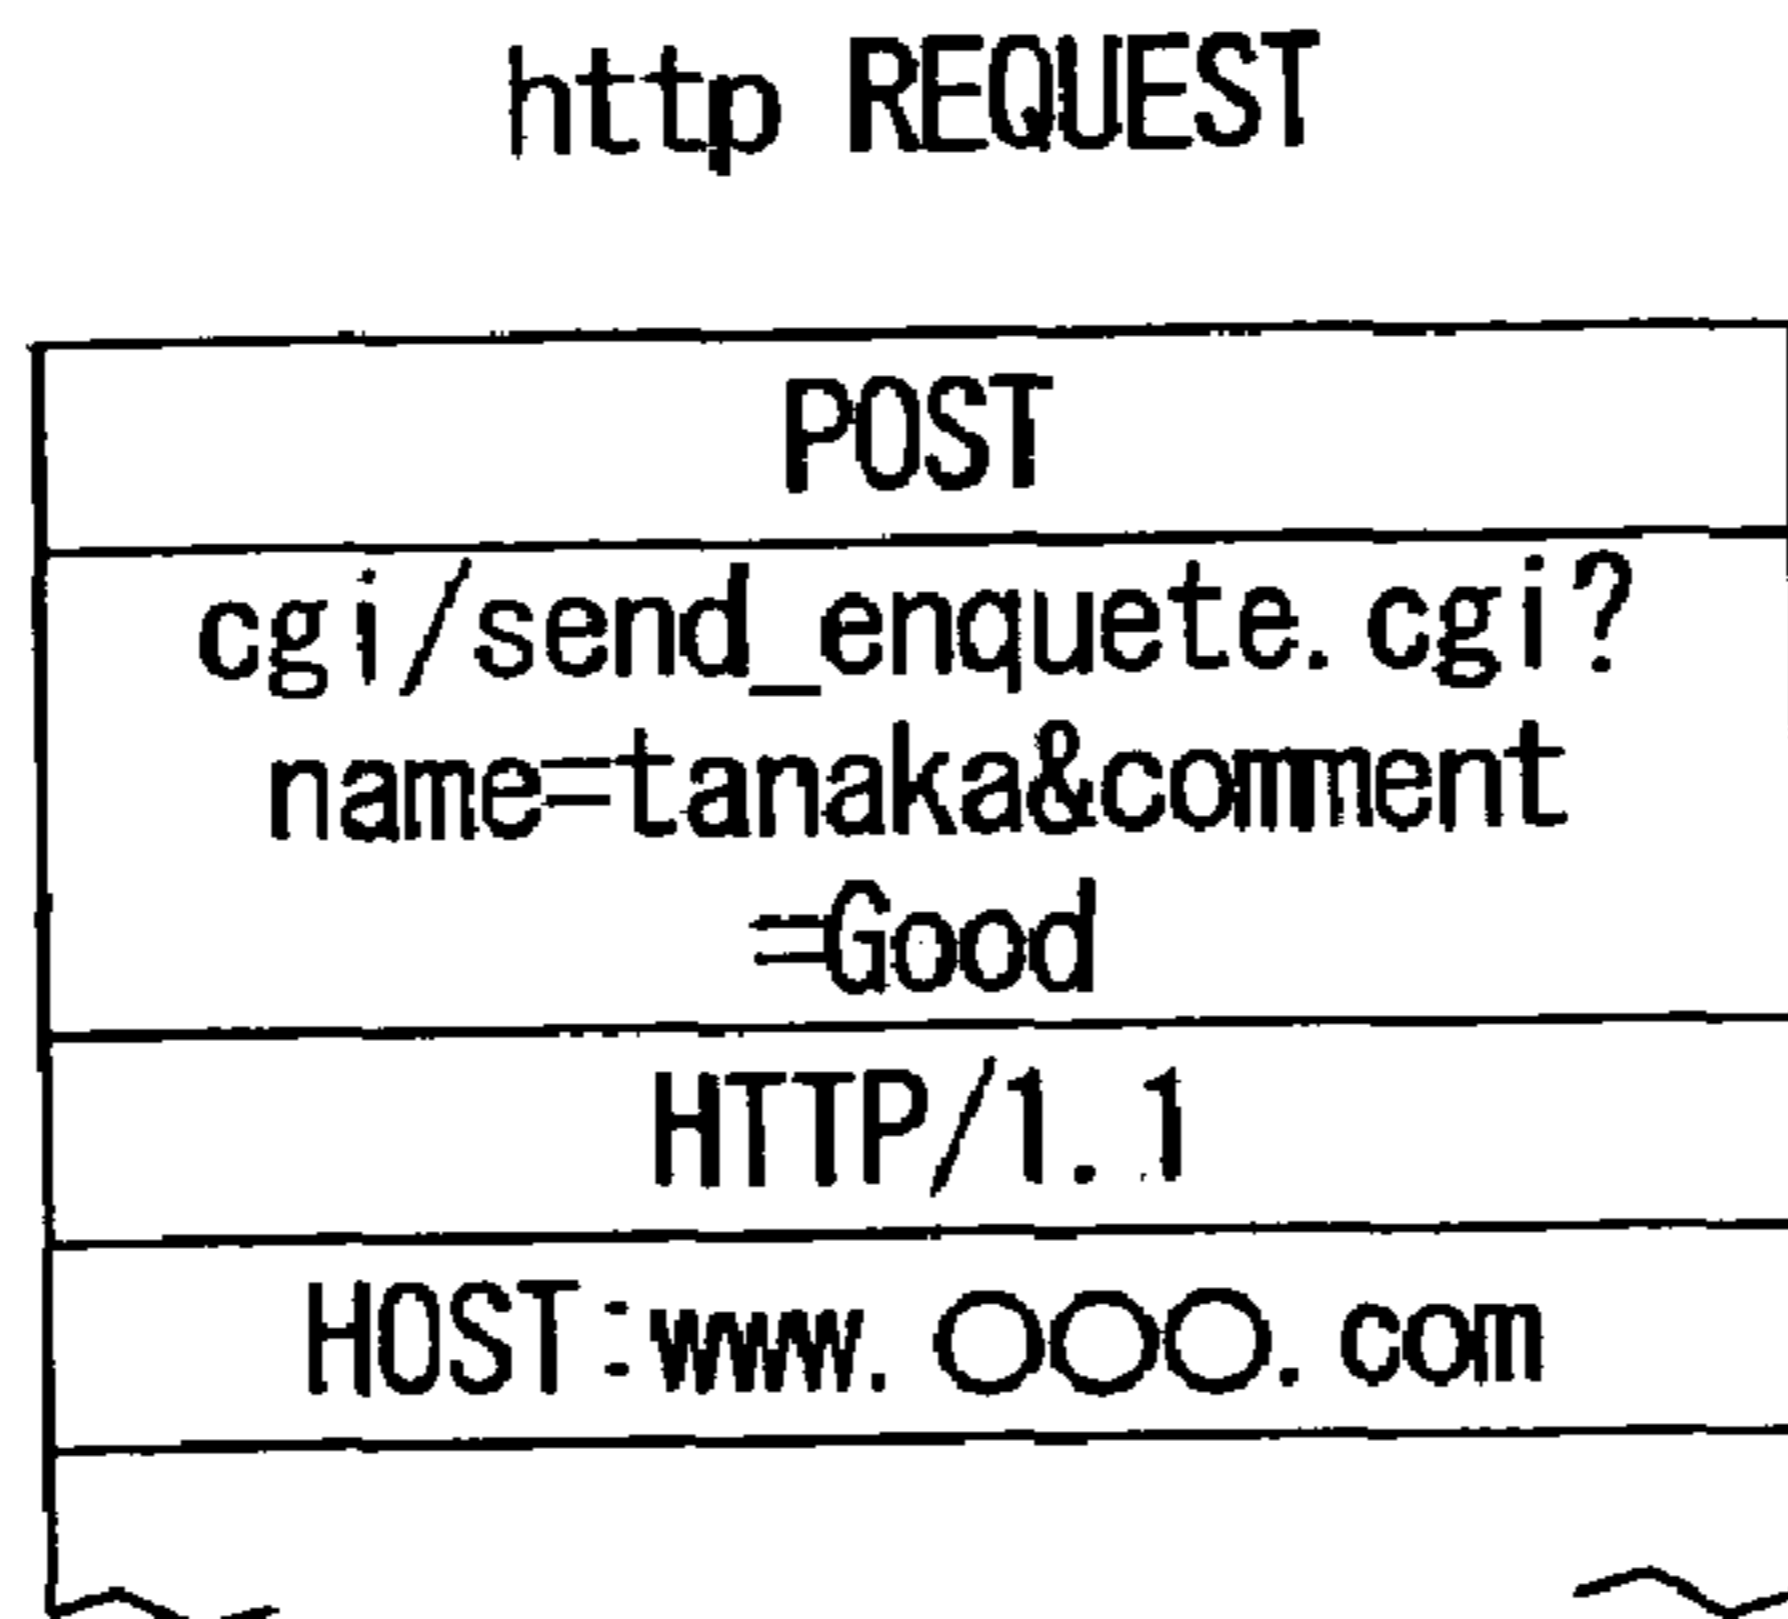 http REQUEST
POST
cgi/send_enquete.cgi?
name=tanaka&comment
=Good
HTTP/1.1
HOST:www.○○○.com